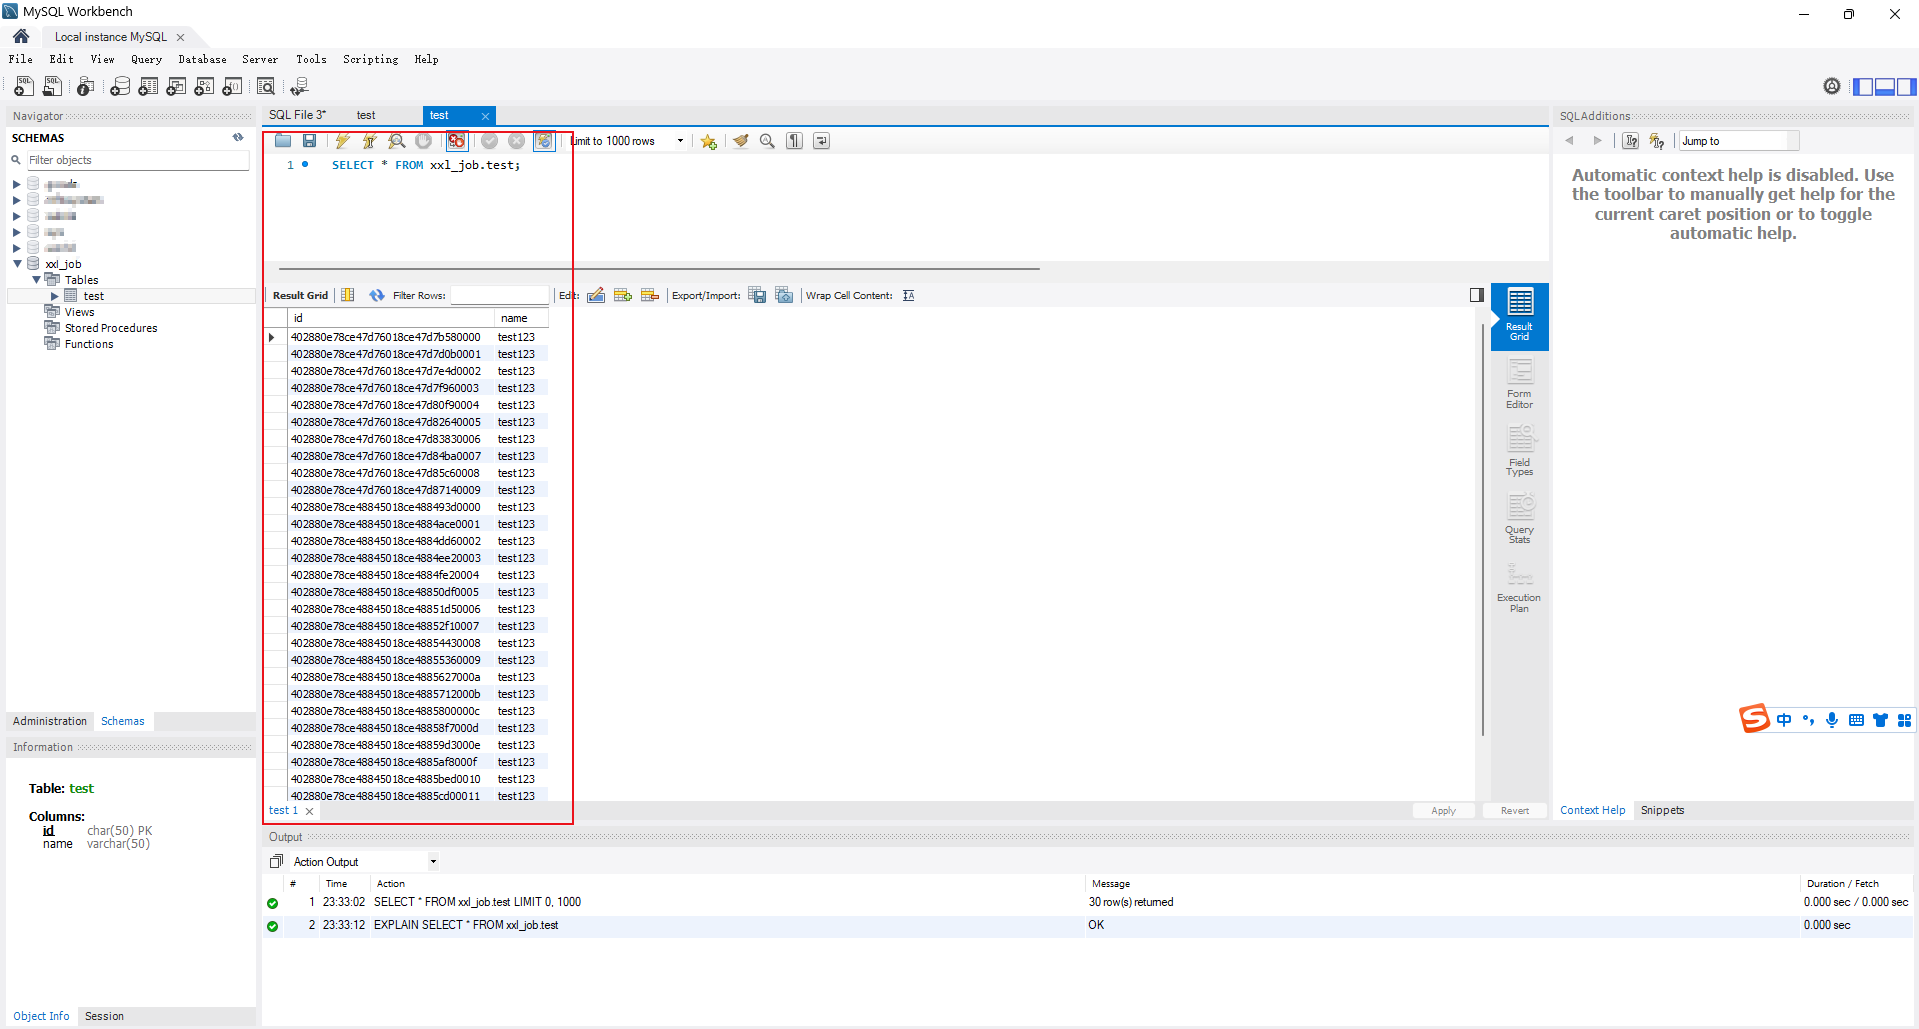 MySQL Workbench
Local instance MySQL
File Edit View Query Database Server Tools Scripting Help
Navigator
SCHEMAS
Filter objects
xxl_job
Tables
test
Views
Stored Procedures
Functions
Administration Schemas
Information
Table: test
Columns:
id char(50) PK
name varchar(50)
Object Info Session
SQL File 3* test test
Limit to 1000 rows
1 SELECT * FROM xxl_job.test;
Result Grid Filter Rows: Edit: Export/Import: Wrap Cell Content:
id name
402880e78ce47d76018ce47d7b580000 test123
402880e78ce47d76018ce47d7d0b0001 test123
402880e78ce47d76018ce47d7e4d0002 test123
402880e78ce47d76018ce47d7f960003 test123
402880e78ce47d76018ce47d80f90004 test123
402880e78ce47d76018ce47d82640005 test123
402880e78ce47d76018ce47d83830006 test123
402880e78ce47d76018ce47d84ba0007 test123
402880e78ce47d76018ce47d85c60008 test123
402880e78ce47d76018ce47d87140009 test123
402880e78ce48845018ce488493d0000 test123
402880e78ce48845018ce4884ace0001 test123
402880e78ce48845018ce4884dd60002 test123
402880e78ce48845018ce4884ee20003 test123
402880e78ce48845018ce4884fe20004 test123
402880e78ce48845018ce48850df0005 test123
402880e78ce48845018ce48851d50006 test123
402880e78ce48845018ce48852f10007 test123
402880e78ce48845018ce48854430008 test123
402880e78ce48845018ce48855360009 test123
402880e78ce48845018ce4885627000a test123
402880e78ce48845018ce4885712000b test123
402880e78ce48845018ce4885800000c test123
402880e78ce48845018ce48858f7000d test123
402880e78ce48845018ce48859d3000e test123
402880e78ce48845018ce4885af8000f test123
402880e78ce48845018ce4885bed0010 test123
402880e78ce48845018ce4885cd00011 test123
test 1
Apply Revert
Result
Grid
Form
Editor
Field
Types
Query
Stats
Execution
Plan
SQLAdditions
Jump to
Automatic context help is disabled. Use
the toolbar to manually get help for the
current caret position or to toggle
automatic help.
S 中
Context Help Snippets
Output
Action Output
# Time Action Message Duration / Fetch
1 23:33:02 SELECT * FROM xxl_job.test LIMIT 0, 1000 30 row(s) returned 0.000 sec / 0.000 sec
2 23:33:12 EXPLAIN SELECT * FROM xxl_job.test OK 0.000 sec